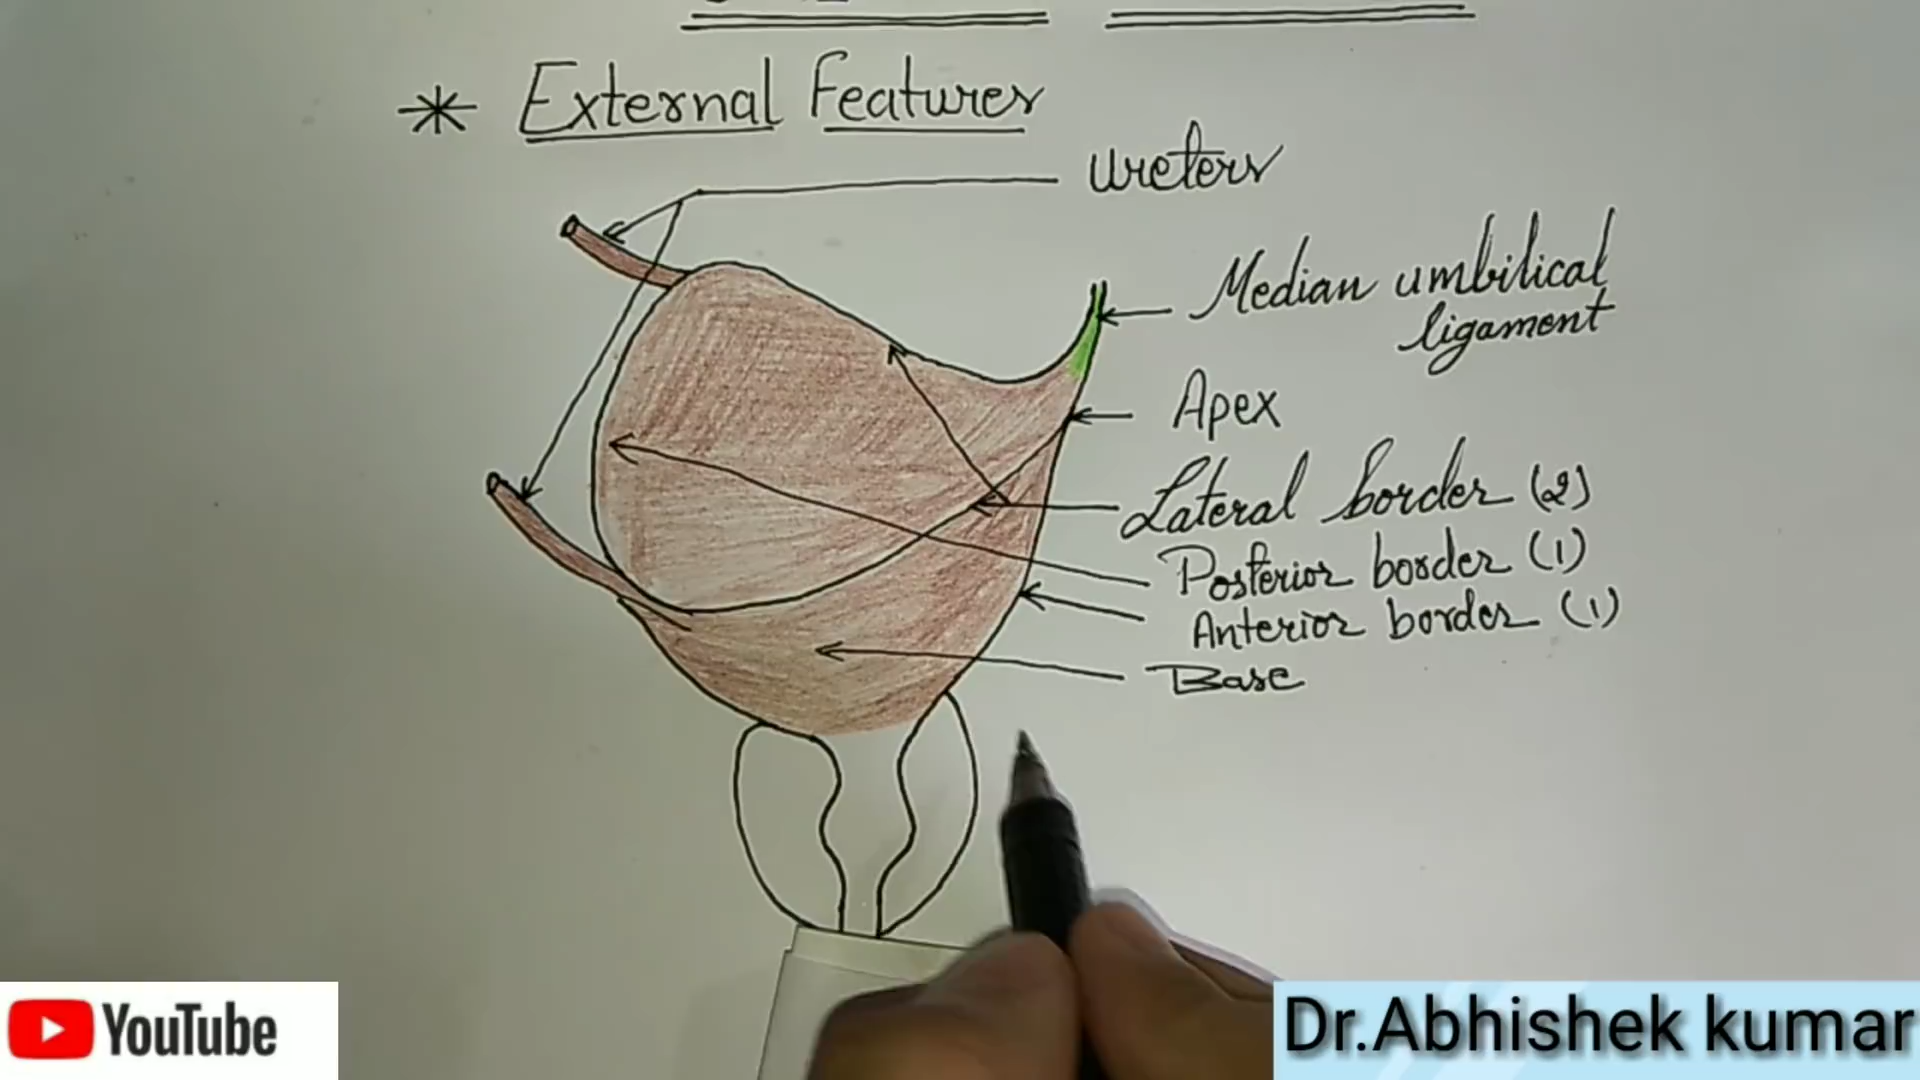 * External Features
Ureters
Median umbilical
ligament
Apex
Lateral border (2)
Posterior border (1)
Anterior border (1)
Base
YouTube
Dr.Abhishek kumar